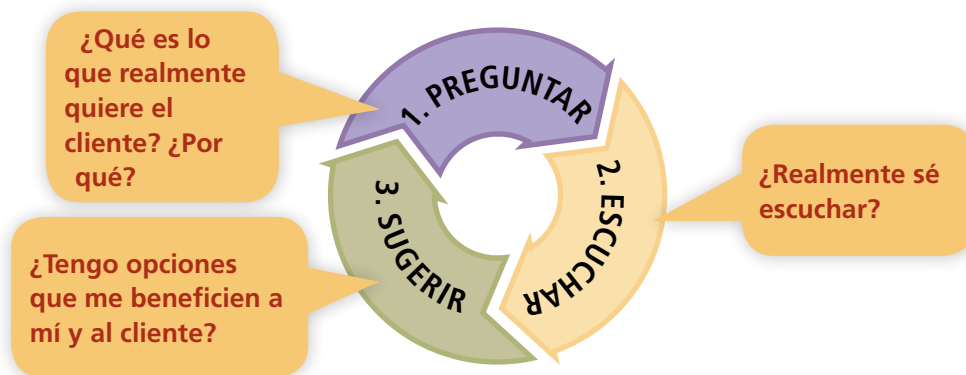 ¿Qué es lo
que realmente
quiere el
cliente? ¿Por
qué?
1. PREGUNTAR
2. ESCUCHAR
¿Realmente sé
escuchar?
3. SUGERIR
¿Tengo opciones
que me beneficien a
mí y al cliente?